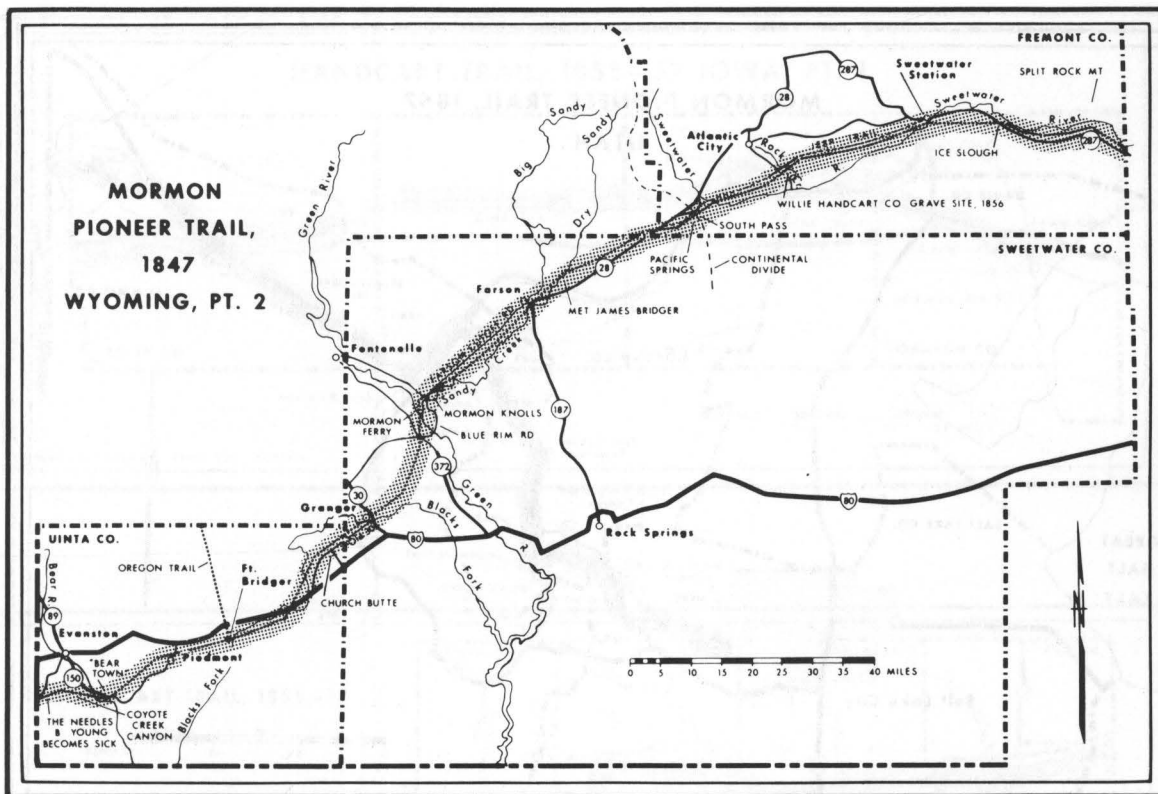 MORMON
PIONEER TRAIL,
1847
WYOMING, PT. 2
FREMONT CO.
Sweetwater
Station
SPLIT ROCK MT
287
28
Sweetwater
River
287
Sweetwater
Atlantic
City
Rock
R
ICE SLOUGH
WILLIE HANDCART CO GRAVE SITE, 1856
SOUTH PASS
SWEETWATER CO.
PACIFIC
SPRINGS
CONTINENTAL
DIVIDE
28
Big
Sandy
Dry
Sandy
Green River
Farson
MET JAMES BRIDGER
Fontenelle
Sandy
Creek
MORMON KNOLLS
MORMON
FERRY
BLUE RIM RD
187
372
Green
R
30
Granger
Blacks
Fork
80
80
Rock Springs
UINTA CO.
OREGON TRAIL
Ft.
Bridger
CHURCH BUTTE
Bear R
89
Evanston
Piedmont
"BEAR
TOWN
150
Blacks Fork
THE NEEDLES
B YOUNG
BECOMES SICK
COYOTE
CREEK
CANYON
0 5 10 15 20 25 30 35 40 MILES
N